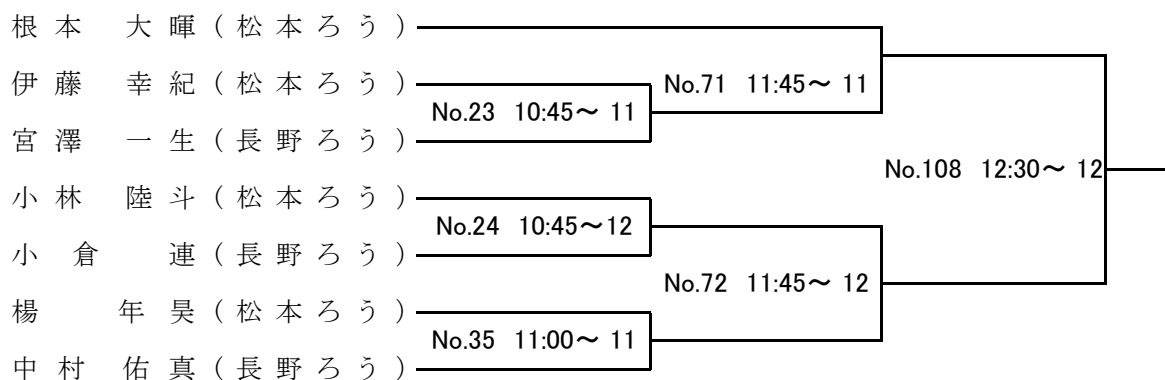 根本 大暉(松本ろう)
伊藤 幸紀(松本ろう)
No.71 11:45～ 11
No.23 10:45～ 11
宮澤 一生(長野ろう)
No.108 12:30～ 12
小林 陸斗(松本ろう)
No.24 10:45～12
小倉 連(長野ろう)
No.72 11:45～ 12
楊 年昊(松本ろう)
No.35 11:00～ 11
中村 佑真(長野ろう)